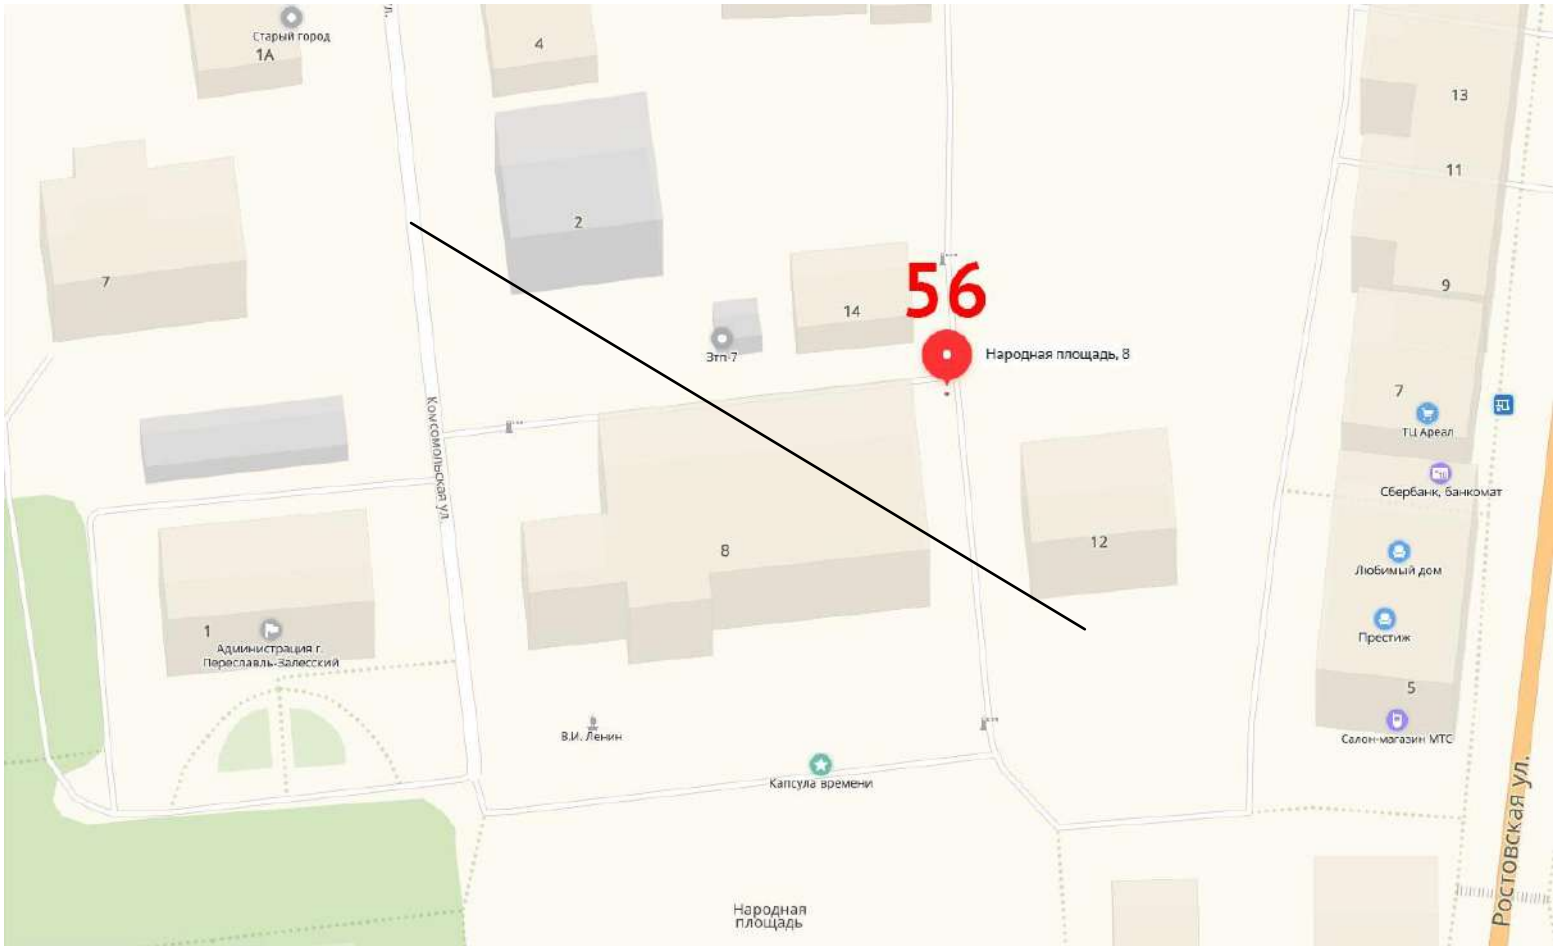 Старый город
1А
4
ул.
13
11
2
7
9
56
14
Зтп-7
Народная площадь, 8
7
ТЦ Ареал
Комсомольская ул.
Сбербанк, банкомат
8
12
Любимый дом
1
Администрация г.
Переславль-Залесский
Престиж
5
В.И. Ленин
Салон-магазин МТС
Капсула времени
Ростовская ул.
Народная
площадь